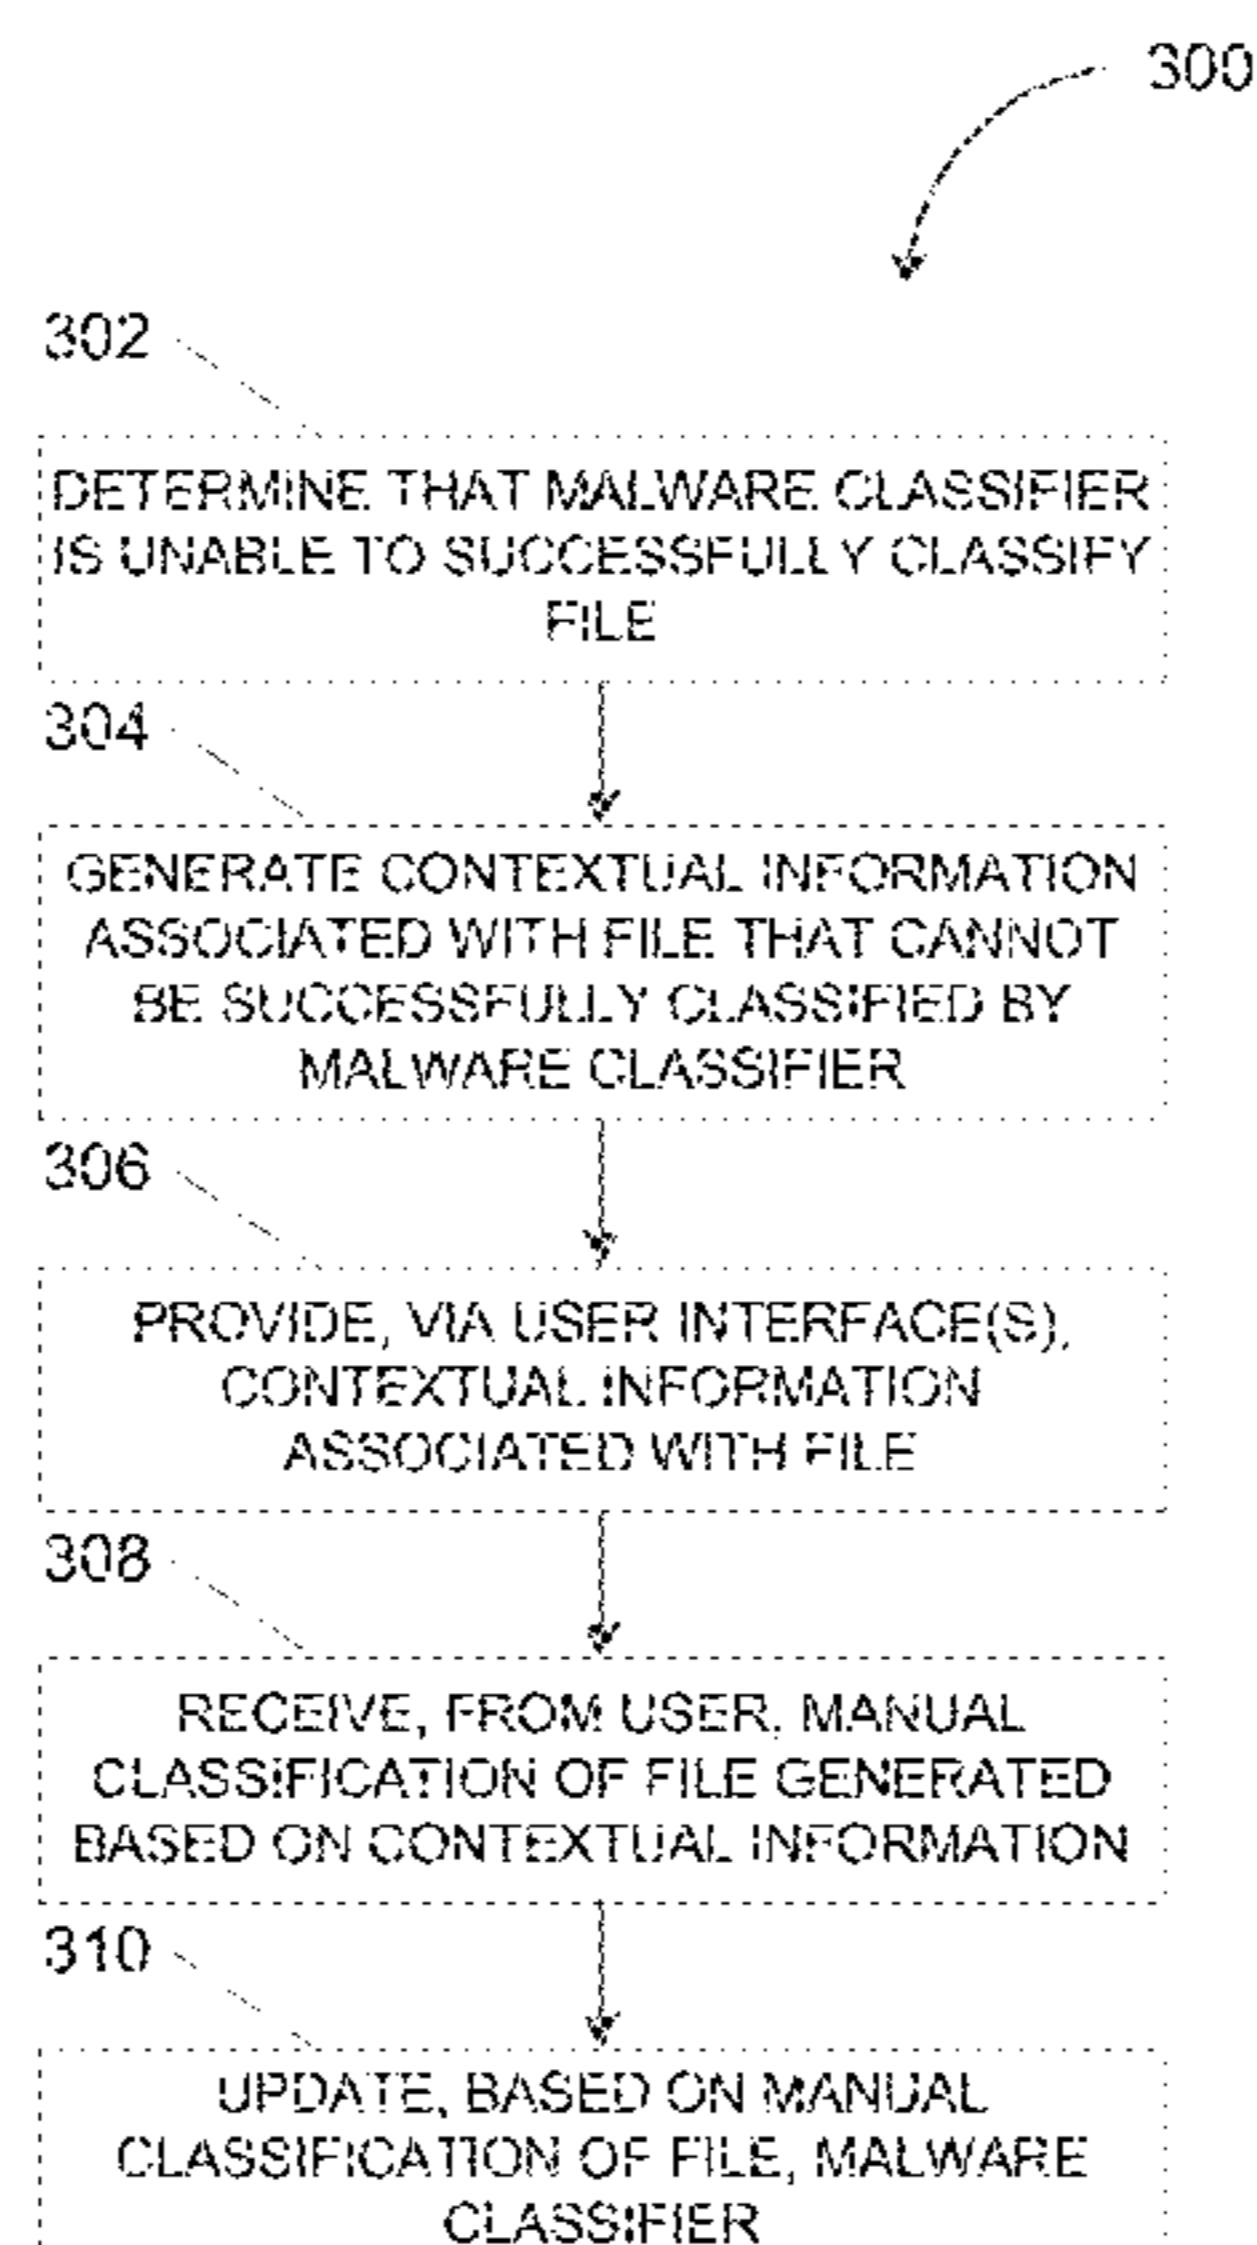 300
302
DETERMINE THAT MALWARE CLASSIFIER
IS UNABLE TO SUCCESSFULLY CLASSIFY
FILE
304
GENERATE CONTEXTUAL INFORMATION
ASSOCIATED WITH FILE THAT CANNOT
BE SUCCESSFULLY CLASSIFIED BY
MALWARE CLASSIFIER
306
PROVIDE, VIA USER INTERFACE(S),
CONTEXTUAL INFORMATION
ASSOCIATED WITH FILE
308
RECEIVE, FROM USER, MANUAL
CLASSIFICATION OF FILE GENERATED
BASED ON CONTEXTUAL INFORMATION
310
UPDATE, BASED ON MANUAL
CLASSIFICATION OF FILE, MALWARE
CLASSIFIER